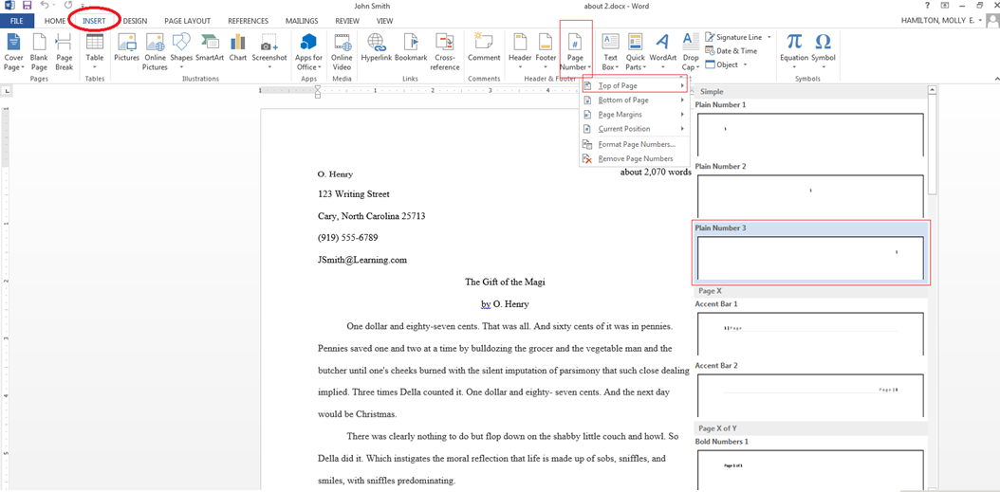 John Smith
about 2.docx - Word
FILE HOME INSERT DESIGN PAGE LAYOUT REFERENCES MAILINGS REVIEW VIEW
HAMILTON, MOLLY E.
Cover Page
Blank Page
Page Break
Table
Pictures
Online Pictures
Shapes
SmartArt
Chart
Screenshot
Apps for Office
Online Video
Hyperlink
Bookmark
Cross-reference
Comment
Header
Footer
Page Number
Text Box
Quick Parts
WordArt
Drop Cap
Signature Line
Date & Time
Object
Equation
Symbol
Pages
Tables
Illustrations
Apps
Media
Links
Comments
Header & Footer
Text
Symbols
Top of Page
Bottom of Page
Page Margins
Current Position
Format Page Numbers...
Remove Page Numbers
Simple
Plain Number 1
1
Plain Number 2
1
Plain Number 3
1
Page X
Accent Bar 1
1 | Page
Accent Bar 2
Page | 1
Page X of Y
Bold Numbers 1
Page 1 of 1
O. Henry
about 2,070 words
123 Writing Street
Cary, North Carolina 25713
(919) 555-6789
JSmith@Learning.com
The Gift of the Magi
by O. Henry
One dollar and eighty-seven cents. That was all. And sixty cents of it was in pennies.
Pennies saved one and two at a time by bulldozing the grocer and the vegetable man and the
butcher until one's cheeks burned with the silent imputation of parsimony that such close dealing
implied. Three times Della counted it. One dollar and eighty- seven cents. And the next day
would be Christmas.
There was clearly nothing to do but flop down on the shabby little couch and howl. So
Della did it. Which instigates the moral reflection that life is made up of sobs, sniffles, and
smiles, with sniffles predominating.